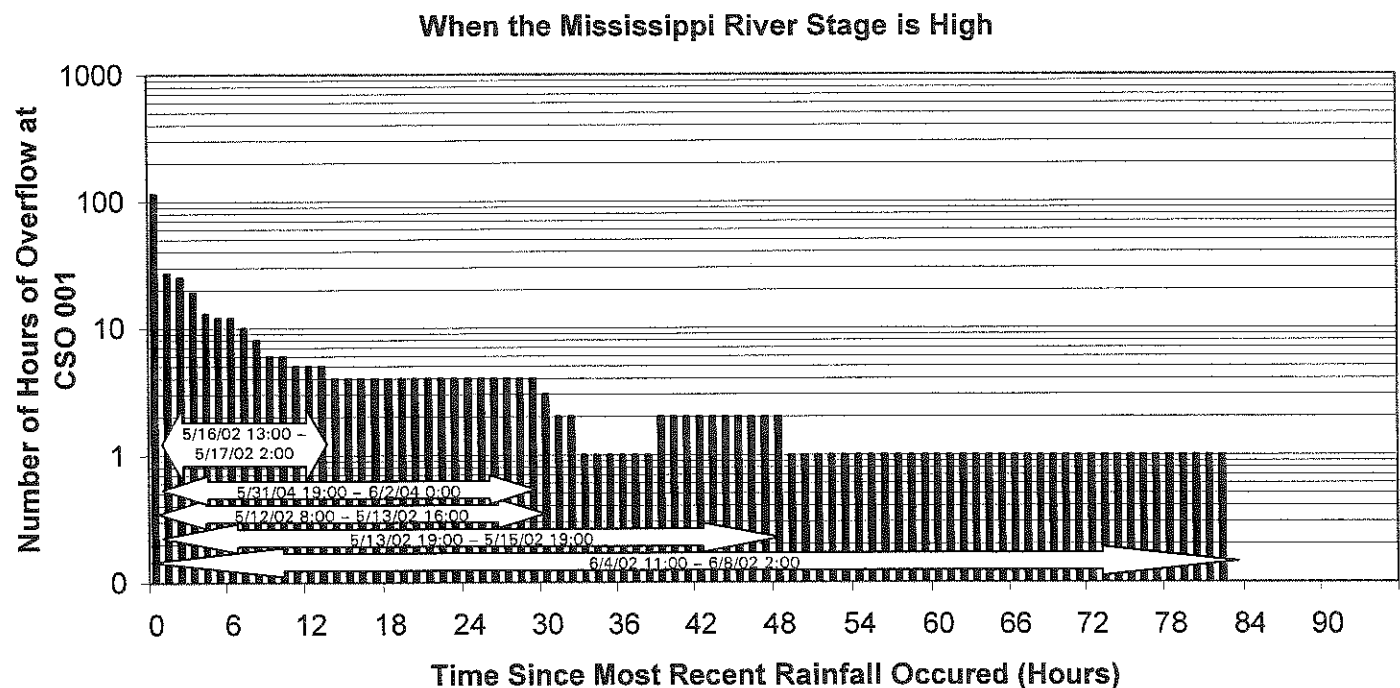 When the Mississippi River Stage is High
Number of Hours of Overflow at
CSO 001
1000
100
10
1
0
5/16/02 13:00 –
5/17/02 2:00
5/31/04 19:00 – 6/2/04 0:00
5/12/02 8:00 – 5/13/02 16:00
5/13/02 19:00 – 5/15/02 19:00
6/4/02 11:00 – 6/8/02 2:00
0 6 12 18 24 30 36 42 48 54 60 66 72 78 84 90
Time Since Most Recent Rainfall Occured (Hours)